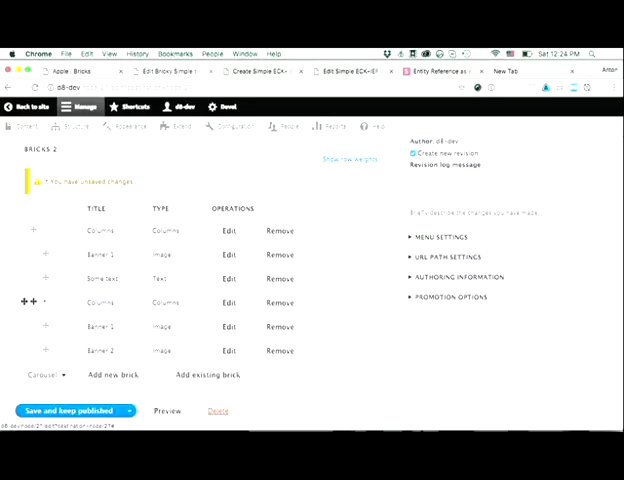 Chrome File Edit View History Bookmarks People Window Help Sat 12:24 PM
Apple : Bricks Edit Bricky Simple Create Simple ECK Edit Simple ECK-IEF Entity Reference as New Tab Anton
d8-dev
Back to site Manage Shortcuts d8-dev Devel
Content Structure Appearance Extend Configuration People Reports Help
BRICKS 2
Show row weights
* You have unsaved changes.
TITLE TYPE OPERATIONS
Columns Columns Edit Remove
Banner 1 Image Edit Remove
Some text Text Edit Remove
Columns Columns Edit Remove
Banner 1 Image Edit Remove
Banner 2 Image Edit Remove
Carousel Add new brick Add existing brick
Save and keep published Preview Delete
Author: d8-dev
Create new revision
Revision log message
Briefly describe the changes you have made.
MENU SETTINGS
URL PATH SETTINGS
AUTHORING INFORMATION
PROMOTION OPTIONS